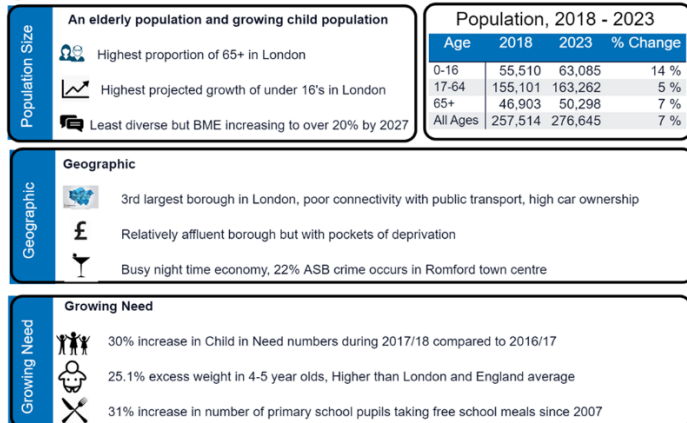 Population Size
An elderly population and growing child population
Highest proportion of 65+ in London
Highest projected growth of under 16's in London
Least diverse but BME increasing to over 20% by 2027
Population, 2018 - 2023
Age 2018 2023 % Change
0-16 55,510 63,085 14 %
17-64 155,101 163,262 5 %
65+ 46,903 50,298 7 %
All Ages 257,514 276,645 7 %
Geographic
Geographic
3rd largest borough in London, poor connectivity with public transport, high car ownership
£
Relatively affluent borough but with pockets of deprivation
Busy night time economy, 22% ASB crime occurs in Romford town centre
Growing Need
Growing Need
30% increase in Child in Need numbers during 2017/18 compared to 2016/17
25.1% excess weight in 4-5 year olds, Higher than London and England average
31% increase in number of primary school pupils taking free school meals since 2007